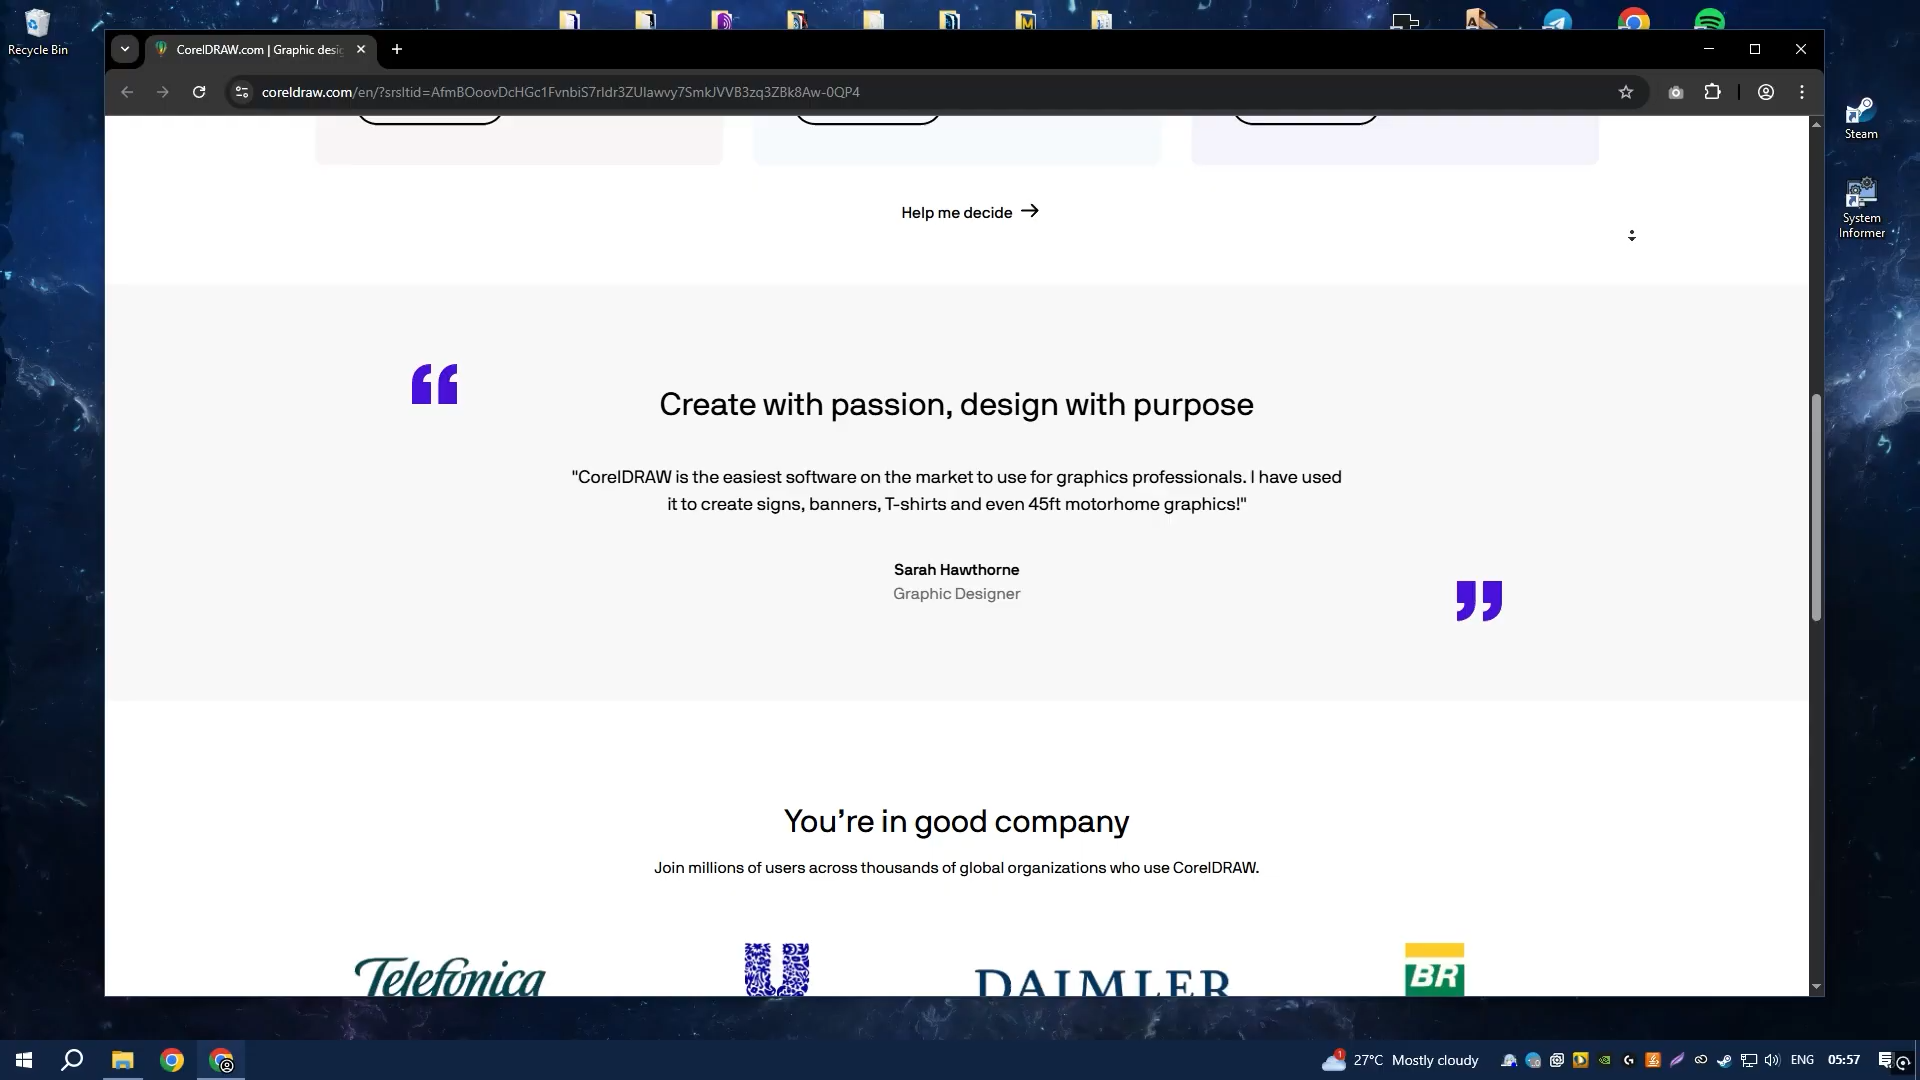 Recycle Bin
CorelDRAW.com | Graphic desig
coreldraw.com/en/?srsltid=AfmBOoovDcHGc1FvnbiS7rldr3ZUlawvy7SmkJVVB3zq3ZBk8Aw-0QP4
Steam
System
Informer
Help me decide
Create with passion, design with purpose
"CorelDRAW is the easiest software on the market to use for graphics professionals. I have used
it to create signs, banners, T-shirts and even 45ft motorhome graphics!"
Sarah Hawthorne
Graphic Designer
You’re in good company
Join millions of users across thousands of global organizations who use CorelDRAW.
Telefónica
DAIMLER
BR
27°C Mostly cloudy
ENG
05:57